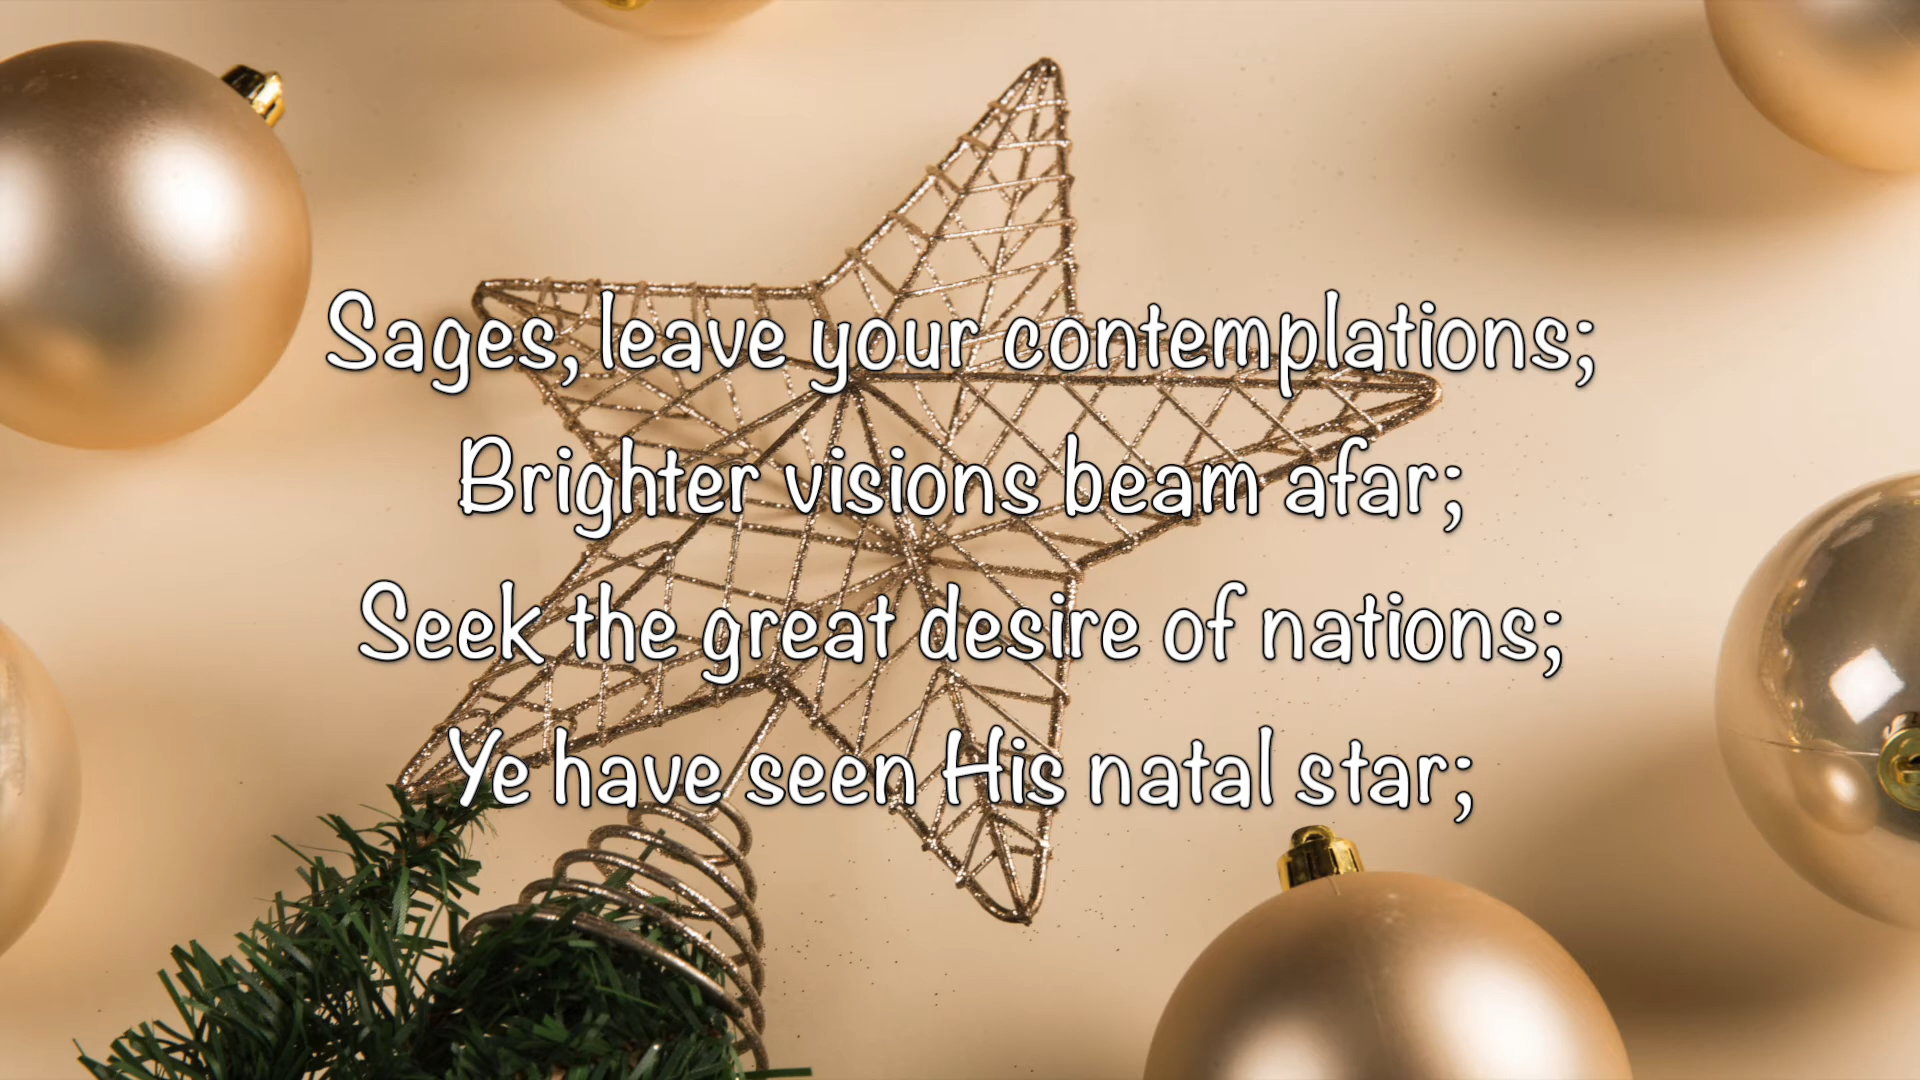 Sages, leave your contemplations;
Brighter visions beam afar;
Seek the great desire of nations;
Ye have seen His natal star;